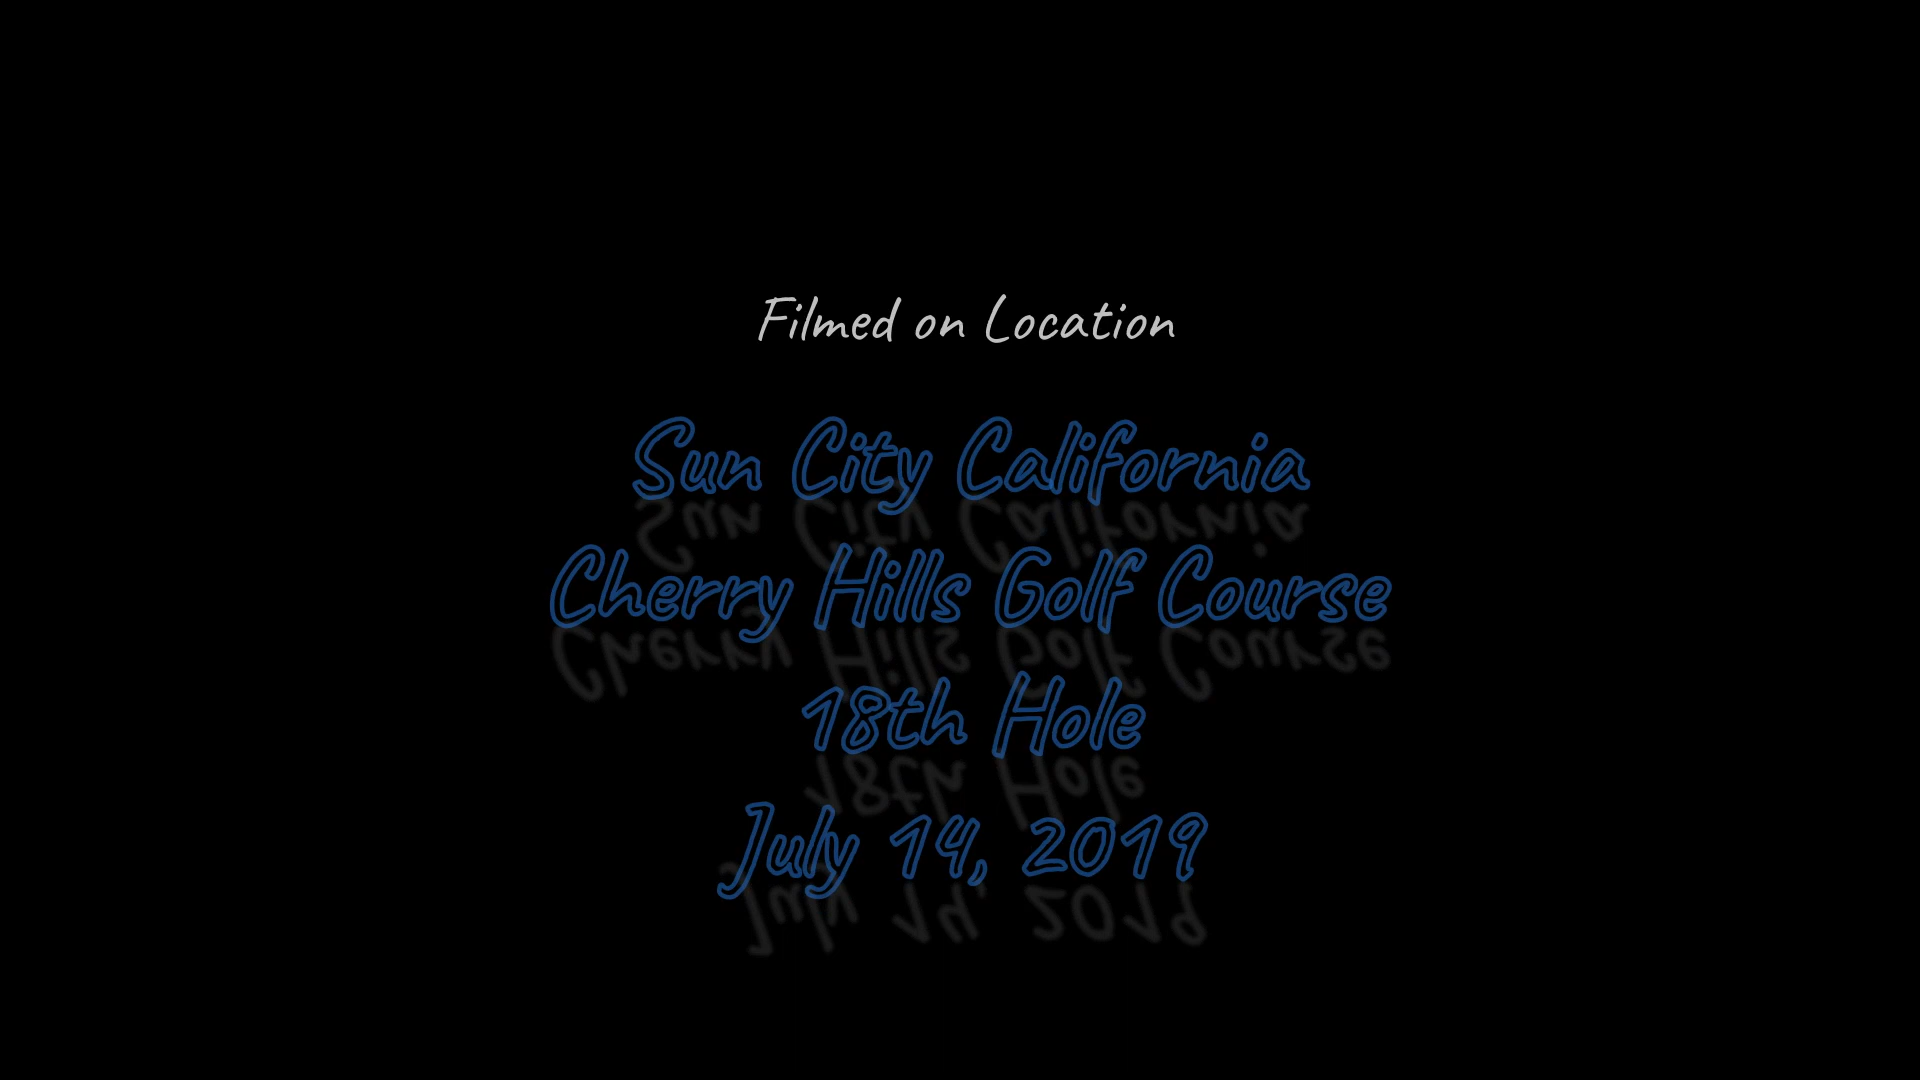 Filmed on Location
Sun City California
Cherry Hills Golf Course
18th Hole
July 14, 2019